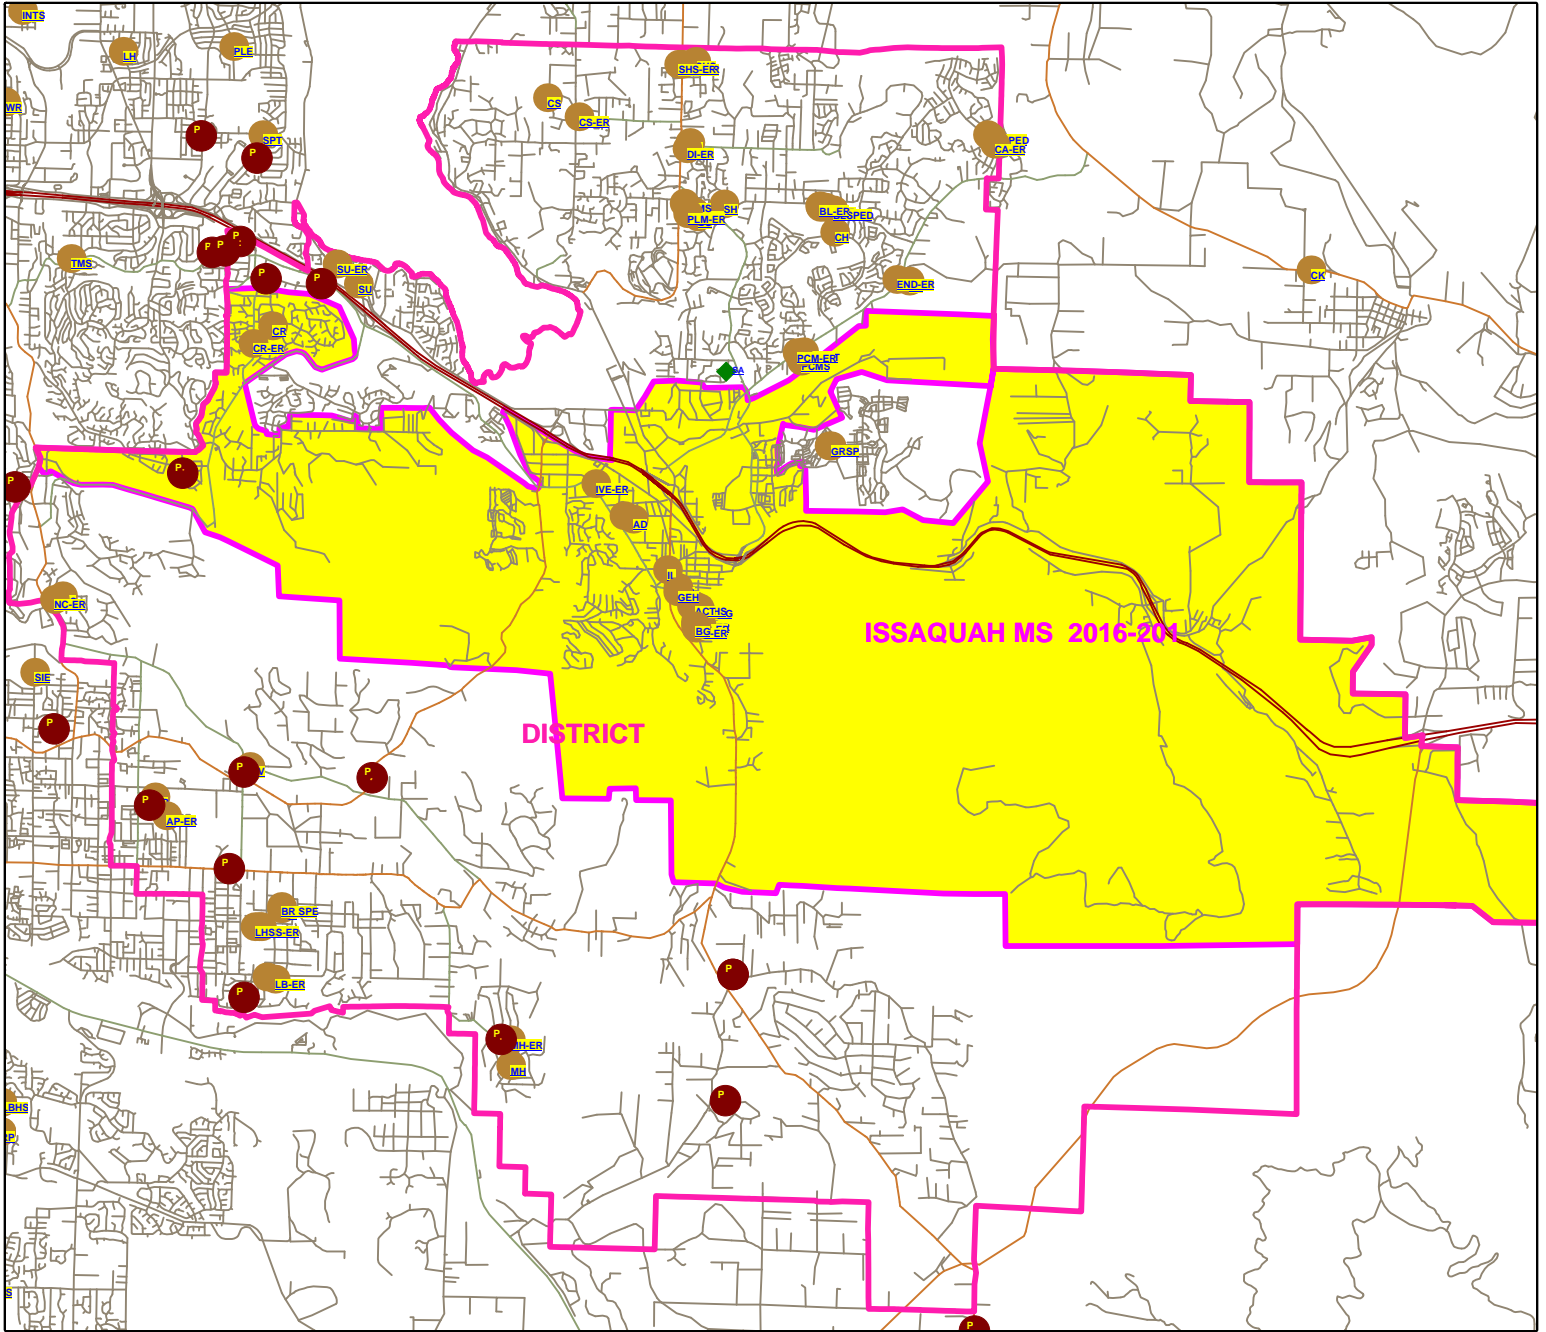 INTS
LH
PLE
SHS-ER
CS
WR
CS-ER
SPT
P
P
DI-ER
CA-ER
SH
PLM-ER
BL-ER
CH
P
P
P
TMS
SU-ER
P
P
SU
CK
END-ER
CR
CR-ER
PCM-ER
PCMS
GRSP
P.
P
IVE-ER
AD
IL
GEH
NC-ER
BG-ER
ISSAQUAH MS 2016-201
SIE
P
DISTRICT
P
P.
P
AP-ER
P
BR SPE
LHSS-ER
P
LB-ER
P
P.
MH-ER
MH
P
P